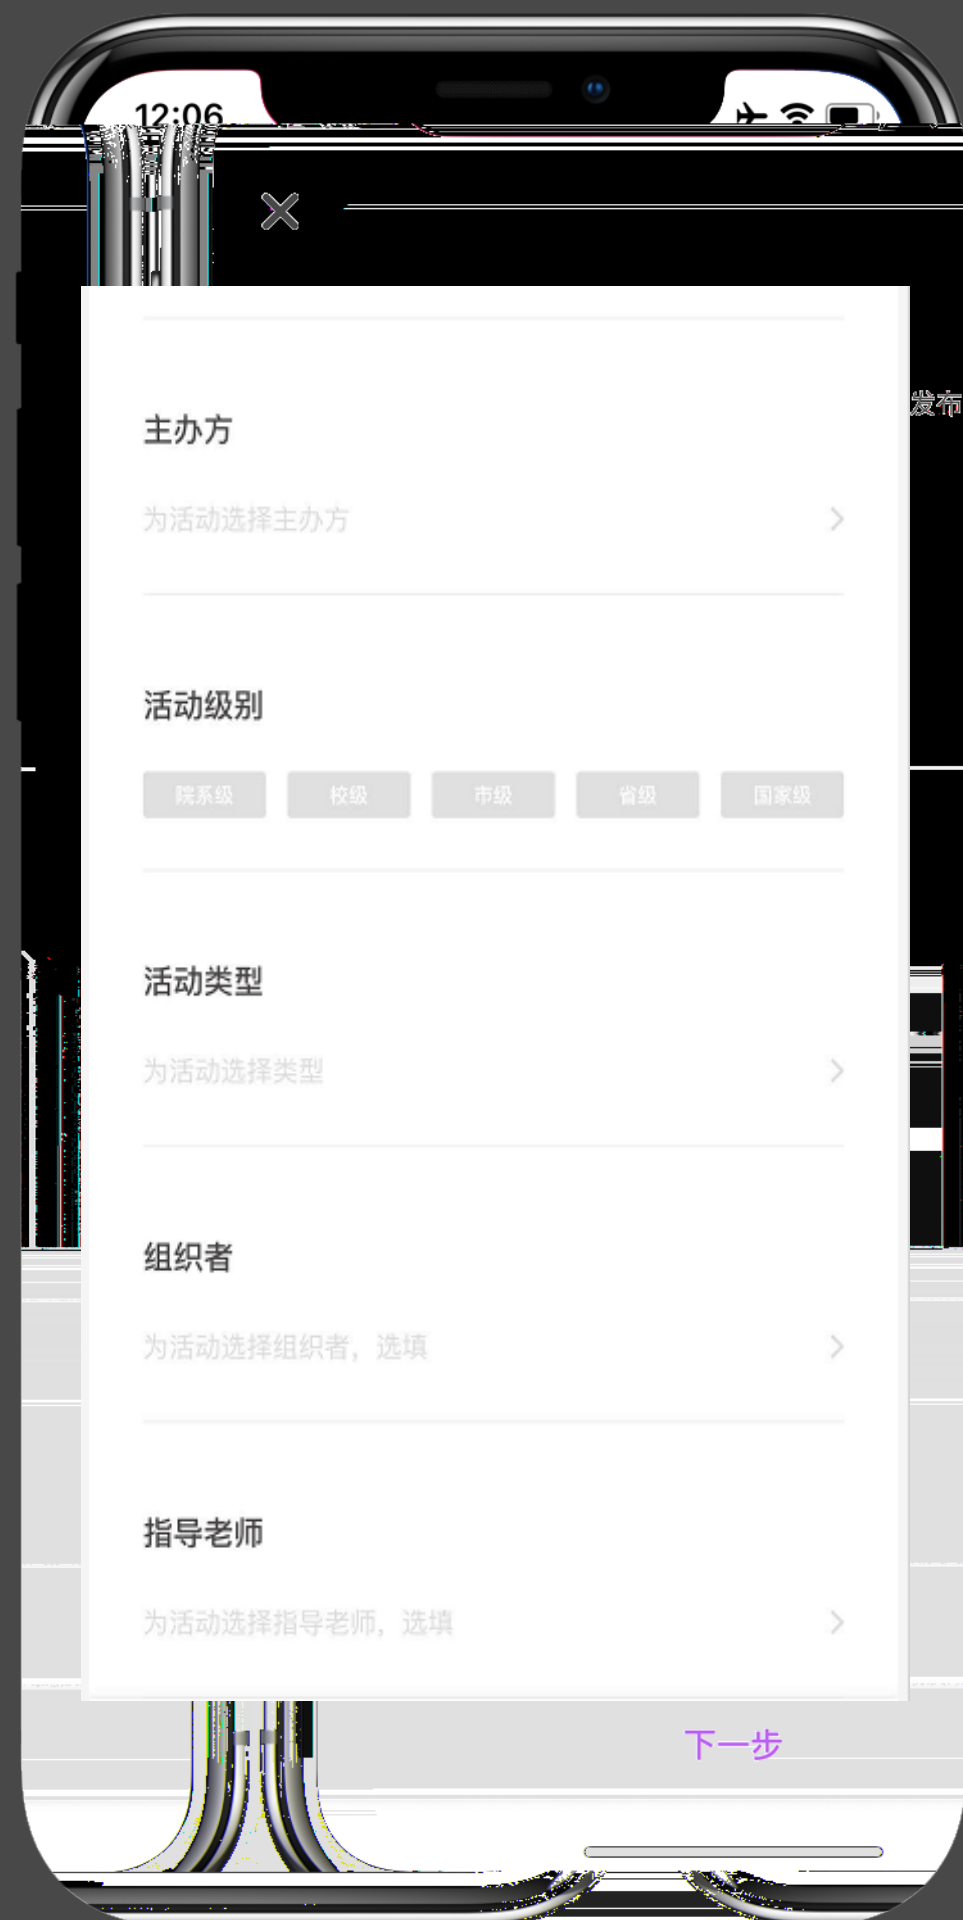 12:06
发布
主办方
为活动选择主办方
活动级别
院系级 校级 市级 省级 国家级
活动类型
为活动选择类型
组织者
为活动选择组织者，选填
指导老师
为活动选择指导老师，选填
下一步